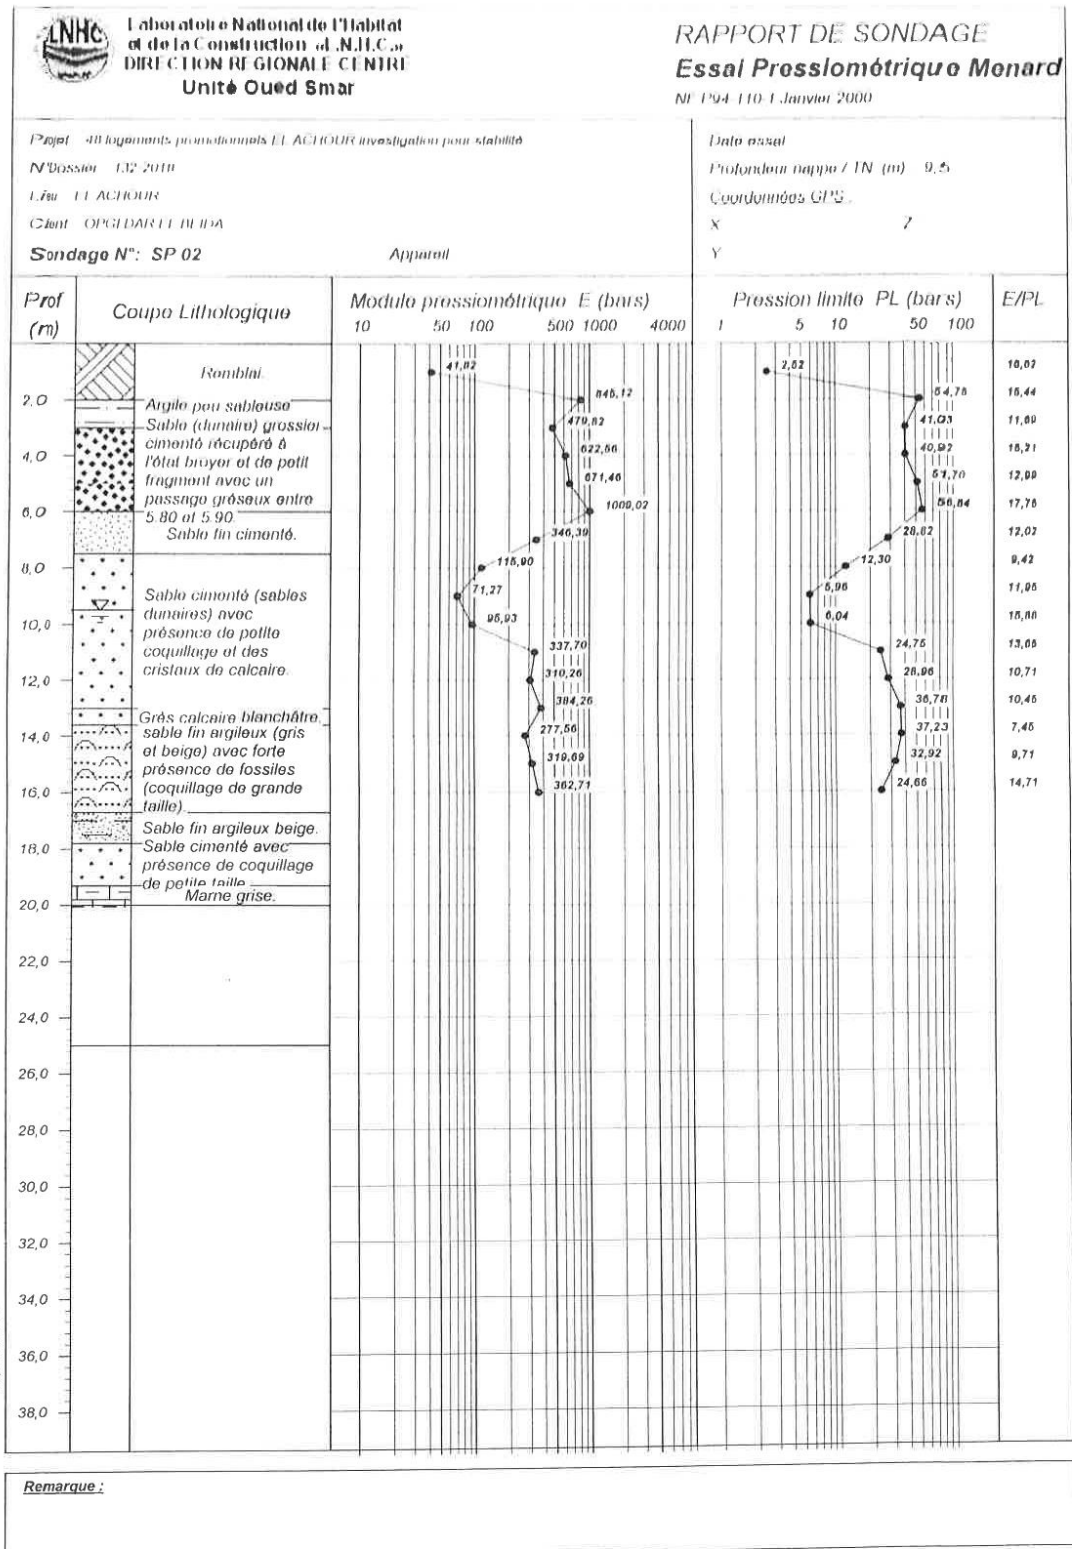 LNHC
Laboratoire National de l'Habitat
et de la Construction «L.N.H.C.»
DIRECTION REGIONALE CENTRE
Unité Oued Smar
RAPPORT DE SONDAGE
Essai Pressiométrique Menard
NF P94-110-1 Janvier 2000
Projet 48 logements promotionnels EL ACHOUR investigation pour stabilité
N°Dossier 132 2018
Lieu EL ACHOUR
Client OPGI DAR EL BEIDA
Sondage N°: SP 02
Appareil
Date essai
Profondeur nappe / TN (m) 9,5
Coordonnées GPS :
X
Y
Prof (m)
Coupe Lithologique
Module pressiométrique E (bars)
10 50 100 500 1000 4000
Pression limite PL (bars)
1 5 10 50 100
E/PL
Remblai.
Argile peu sableuse
Sable (dunaire) grossier
cimenté récupéré à
l'état broyer et de petit
fragment avec un
passage gréseux entre
5.80 et 5.90.
Sable fin cimenté.
Sable cimenté (sables
dunaires) avec
présence de petite
coquillage et des
cristaux de calcaire.
Grès calcaire blanchâtre.
sable fin argileux (gris
et beige) avec forte
présence de fossiles
(coquillage de grande
taille).
Sable fin argileux beige.
Sable cimenté avec
présence de coquillage
de petite taille
Marne grise.
2,0
4,0
6,0
8,0
10,0
12,0
14,0
16,0
18,0
20,0
22,0
24,0
26,0
28,0
30,0
32,0
34,0
36,0
38,0
41,82
845,12
479,82
622,56
671,46
1009,02
346,39
115,90
71,27
95,93
337,70
310,26
384,26
277,56
319,69
362,71
2,52
54,75
41,03
40,92
51,70
56,84
28,82
12,30
5,96
6,04
24,75
28,96
36,78
37,23
32,92
24,66
15,44
11,69
15,21
12,99
17,75
12,02
9,42
11,95
15,88
13,65
10,71
10,45
7,45
9,71
14,71
Remarque :